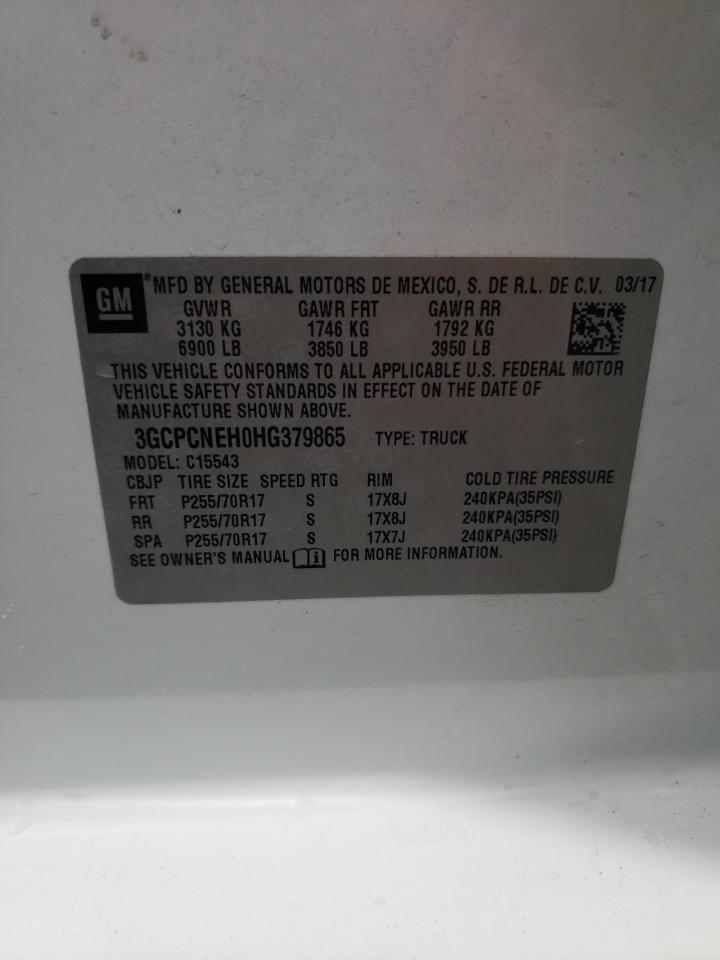 GM ® MFD BY GENERAL MOTORS DE MEXICO, S. DE R.L. DE C.V. 03/17
GVWR GAWR FRT GAWR RR
3130 KG 1746 KG 1792 KG
6900 LB 3850 LB 3950 LB
THIS VEHICLE CONFORMS TO ALL APPLICABLE U.S. FEDERAL MOTOR
VEHICLE SAFETY STANDARDS IN EFFECT ON THE DATE OF
MANUFACTURE SHOWN ABOVE.
3GCPCNEH0HG379865 TYPE: TRUCK
MODEL: C15543
CBJP TIRE SIZE SPEED RTG RIM COLD TIRE PRESSURE
FRT P255/70R17 S 17X8J 240KPA(35PSI)
RR P255/70R17 S 17X8J 240KPA(35PSI)
SPA P255/70R17 S 17X7J 240KPA(35PSI)
SEE OWNER'S MANUAL i FOR MORE INFORMATION.